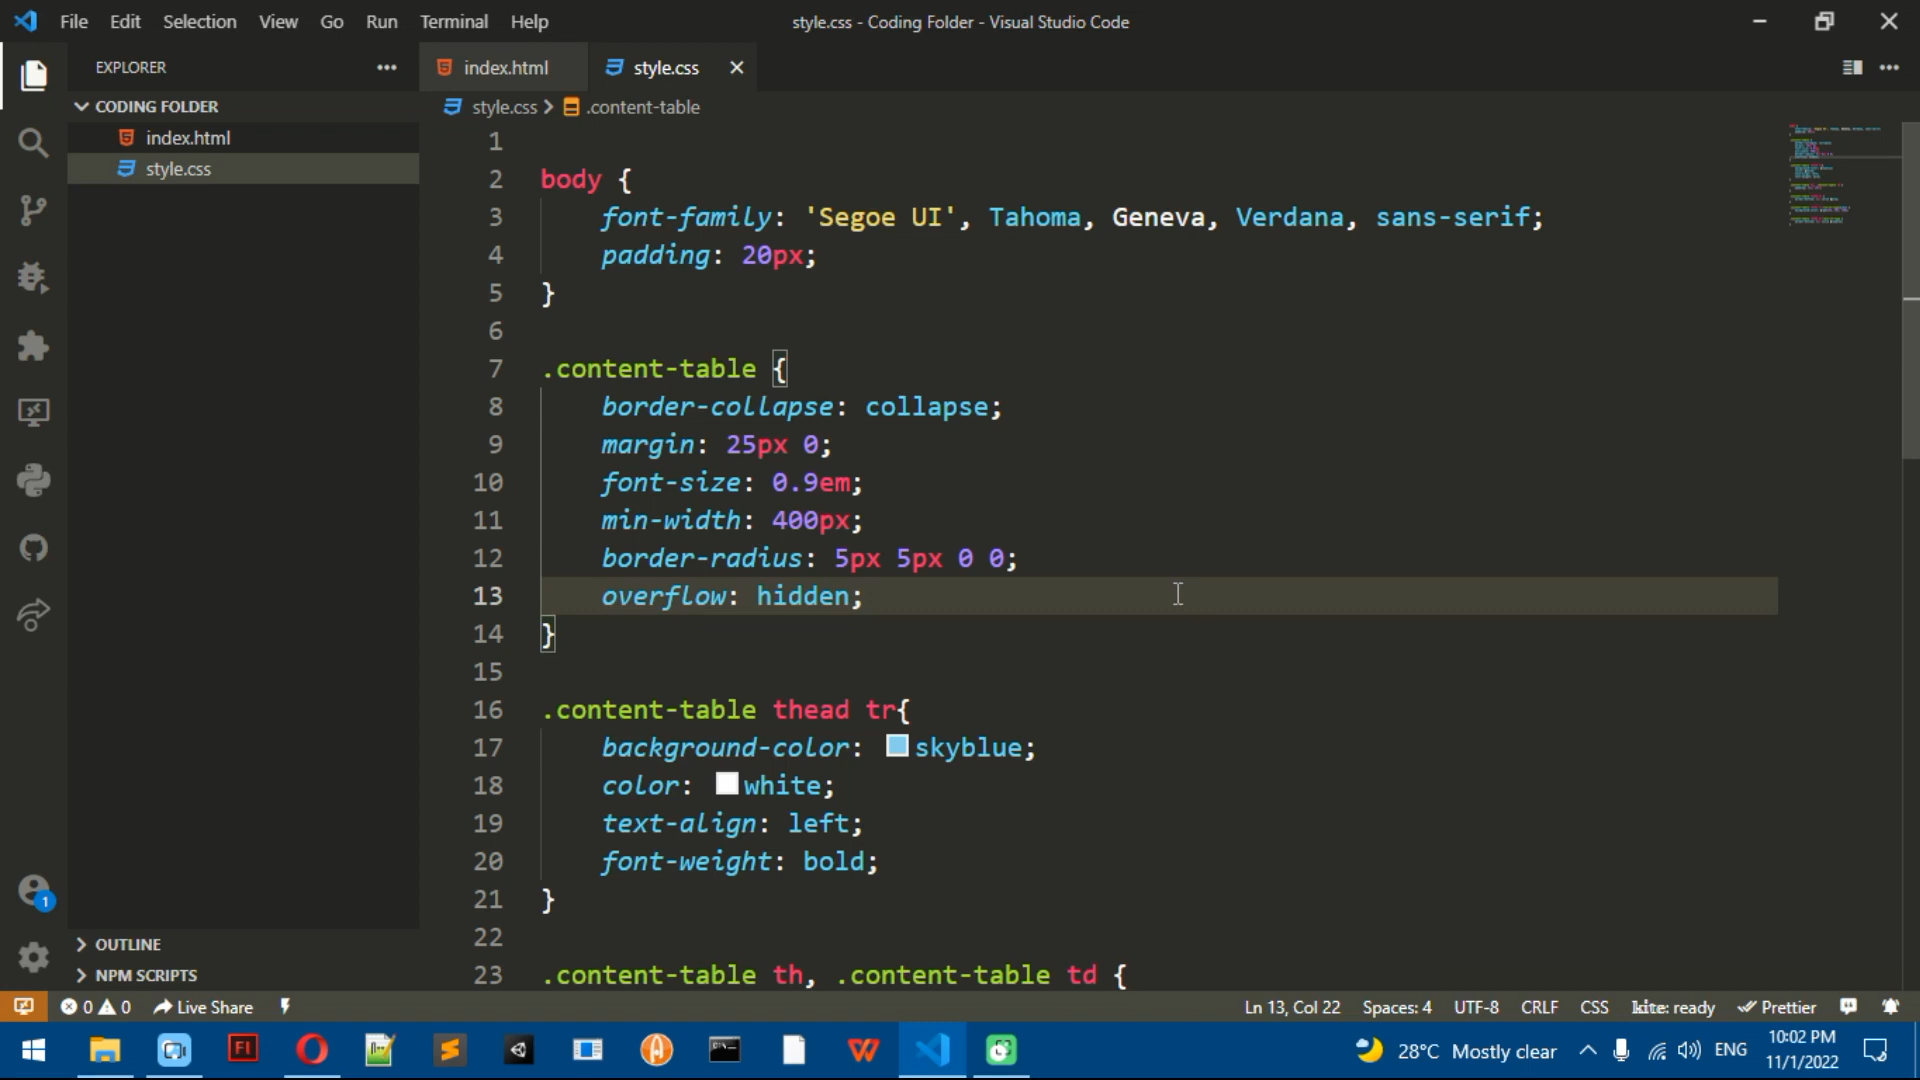 File Edit Selection View Go Run Terminal Help style.css - Coding Folder - Visual Studio Code
EXPLORER
index.html
style.css
CODING FOLDER
index.html
style.css
style.css > .content-table
1
2 body {
3 font-family: 'Segoe UI', Tahoma, Geneva, Verdana, sans-serif;
4 padding: 20px;
5 }
6
7 .content-table {
8 border-collapse: collapse;
9 margin: 25px 0;
10 font-size: 0.9em;
11 min-width: 400px;
12 border-radius: 5px 5px 0 0;
13 overflow: hidden;
14 }
15
16 .content-table thead tr{
17 background-color: skyblue;
18 color: white;
19 text-align: left;
20 font-weight: bold;
21 }
22
23 .content-table th, .content-table td {
1
OUTLINE
NPM SCRIPTS
0 0 Live Share Ln 13, Col 22 Spaces: 4 UTF-8 CRLF CSS kite: ready Prettier
28°C Mostly clear ENG
10:02 PM
11/1/2022